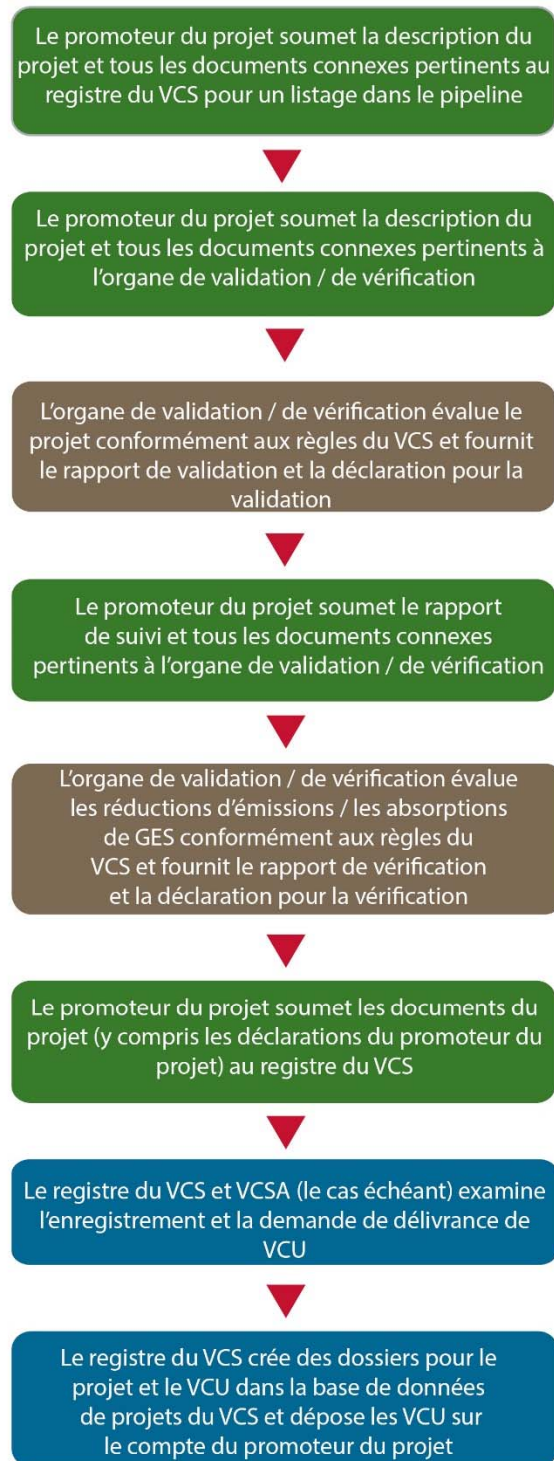 Le promoteur du projet soumet la description du
projet et tous les documents connexes pertinents au
registre du VCS pour un listage dans le pipeline
Le promoteur du projet soumet la description du
projet et tous les documents connexes pertinents à
l'organe de validation / de vérification
L'organe de validation / de vérification évalue le
projet conformément aux règles du VCS et fournit
le rapport de validation et la déclaration pour la
validation
Le promoteur du projet soumet le rapport
de suivi et tous les documents connexes
pertinents à l'organe de validation / de vérification
L'organe de validation / de vérification évalue
les réductions d'émissions / les absorptions
de GES conformément aux règles du
VCS et fournit le rapport de vérification
et la déclaration pour la vérification
Le promoteur du projet soumet les documents du
projet (y compris les déclarations du promoteur du
projet) au registre du VCS
Le registre du VCS et VCSA (le cas échéant) examine
l'enregistrement et la demande de délivrance de
VCU
Le registre du VCS crée des dossiers pour le
projet et le VCU dans la base de données
de projets du VCS et dépose les VCU sur
le compte du promoteur du projet